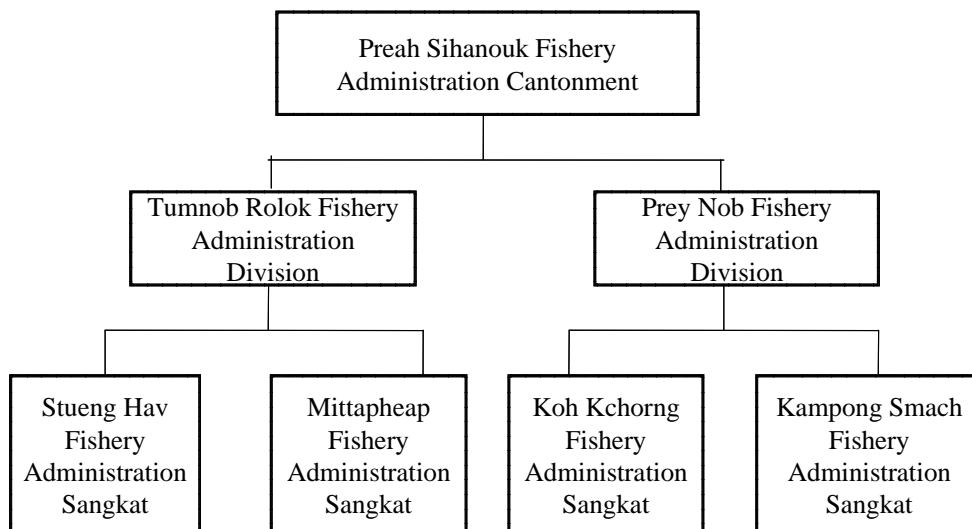 Preah Sihanouk Fishery
Administration Cantonment
Tumnob Rolok Fishery
Administration
Division
Prey Nob Fishery
Administration
Division
Stueng Hav
Fishery
Administration
Sangkat
Mittapheap
Fishery
Administration
Sangkat
Koh Kchorng
Fishery
Administration
Sangkat
Kampong Smach
Fishery
Administration
Sangkat